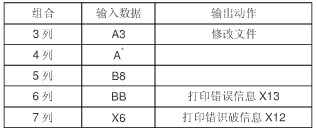 组合 输入数据 输出动作
3 列 A3 修改文件
4 列 A*
5 列 B8
6 列 BB 打印错误信息 X13
7 列 X6 打印错识破信息 X12